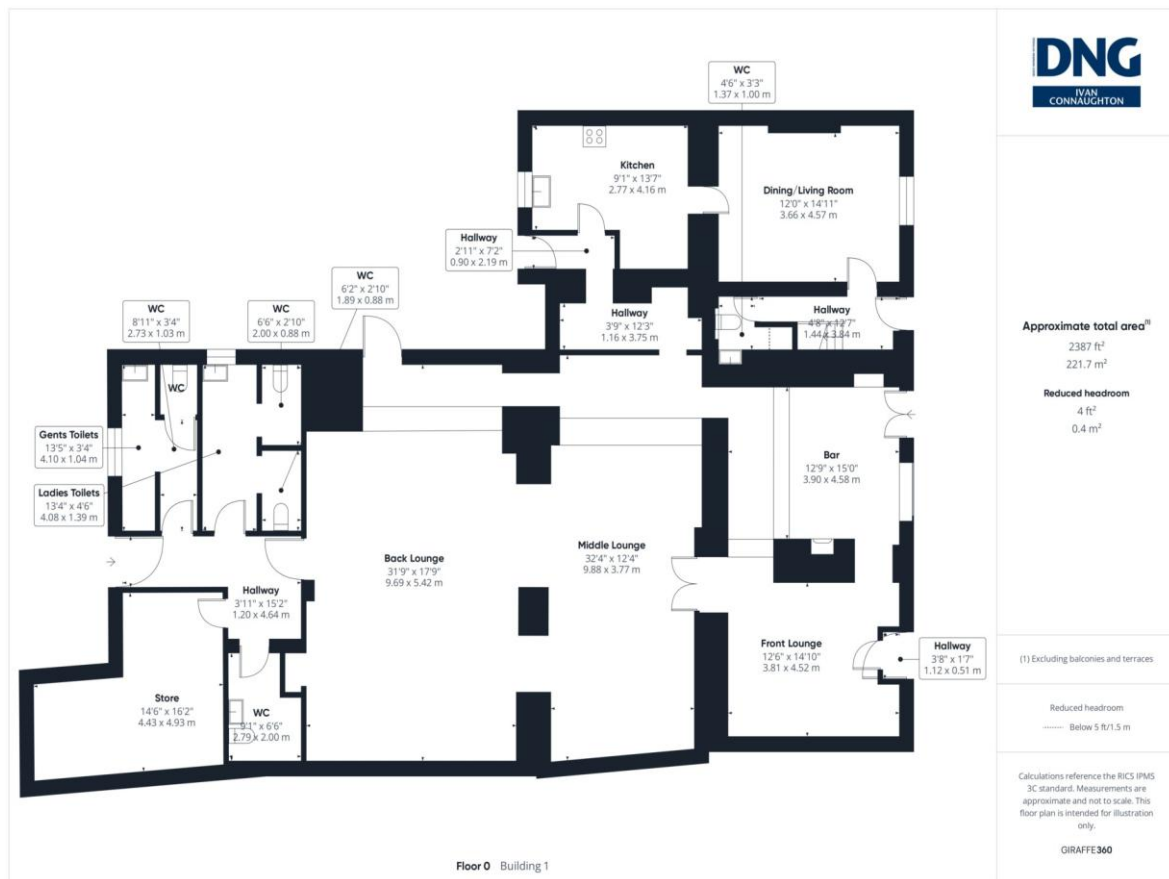 WC
4'6" x 3'3"
1.37 x 1.00 m
Kitchen
9'1" x 13'7"
2.77 x 4.16 m
Dining/Living Room
12'0" x 14'11"
3.66 x 4.57 m
Hallway
2'11" x 7'2"
0.90 x 2.19 m
WC
6'2" x 2'10"
1.89 x 0.88 m
WC
8'11" x 3'4"
2.73 x 1.03 m
WC
6'6" x 2'10"
2.00 x 0.88 m
Hallway
3'9" x 12'3"
1.16 x 3.75 m
Hallway
4'8" x 12'7"
1.44 x 3.84 m
WC
Gents Toilets
13'5" x 3'4"
4.10 x 1.04 m
Ladies Toilets
13'4" x 4'6"
4.08 x 1.39 m
Bar
12'9" x 15'0"
3.90 x 4.58 m
Back Lounge
31'9" x 17'9"
9.69 x 5.42 m
Middle Lounge
32'4" x 12'4"
9.88 x 3.77 m
Hallway
3'11" x 15'2"
1.20 x 4.64 m
Front Lounge
12'6" x 14'10"
3.81 x 4.52 m
Hallway
3'8" x 1'7"
1.12 x 0.51 m
Store
14'6" x 16'2"
4.43 x 4.93 m
WC
9'1" x 6'6"
2.79 x 2.00 m
Floor 0 Building 1
DNG
IVAN
CONNAUGHTON
Approximate total area(1)
2387 ft²
221.7 m²
Reduced headroom
4 ft²
0.4 m²
(1) Excluding balconies and terraces
Reduced headroom
Below 5 ft/1.5 m
Calculations reference the RICS IPMS
3C standard. Measurements are
approximate and not to scale. This
floor plan is intended for illustration
only.
GIRAFFE360